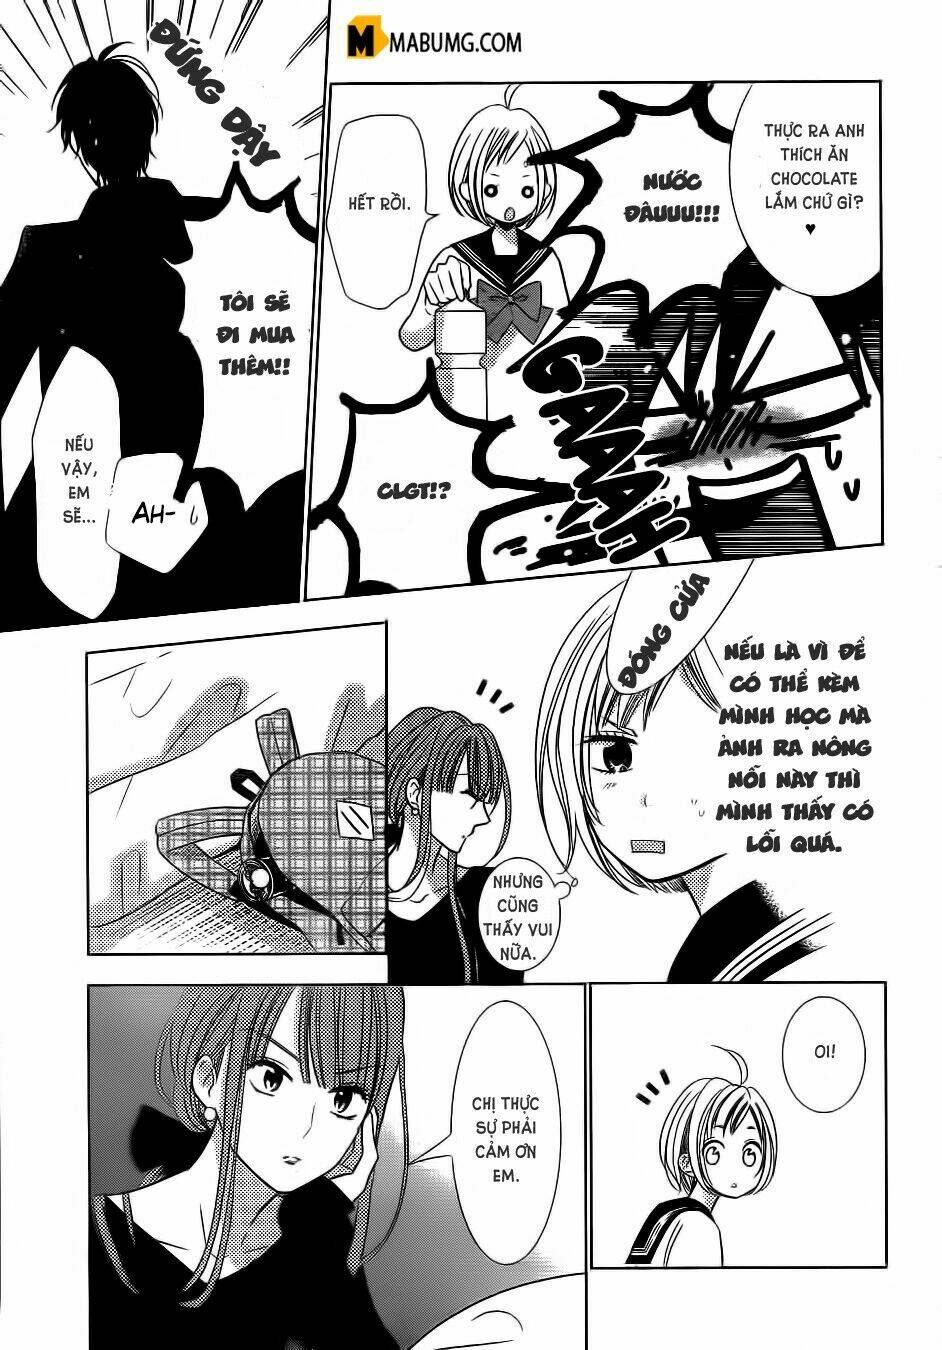 MABUMG.COM
THỰC RA ANH
THÍCH ĂN
CHOCOLATE
LẮM CHỨ GÌ?
♥
NƯỚC
ĐÂUUU!!!
HẾT RỒI.
GAAAH
CLGT!?
ĐỨNG DẬY
TÔI SẼ
ĐI MUA
THÊM!!
AH-
NẾU
VẬY,
EM
SẼ...
ĐÓNG CỬA
NẾU LÀ VÌ ĐỂ
CÓ THỂ KÈM
MÌNH HỌC MÀ
ẢNH RA NÔNG
NỖI NÀY THÌ
MÌNH THẤY CÓ
LỖI QUÁ.
NHƯNG
CŨNG
THẤY VUI
NỮA.
OI!
CHỊ THỰC
SỰ PHẢI
CẢM ƠN
EM.